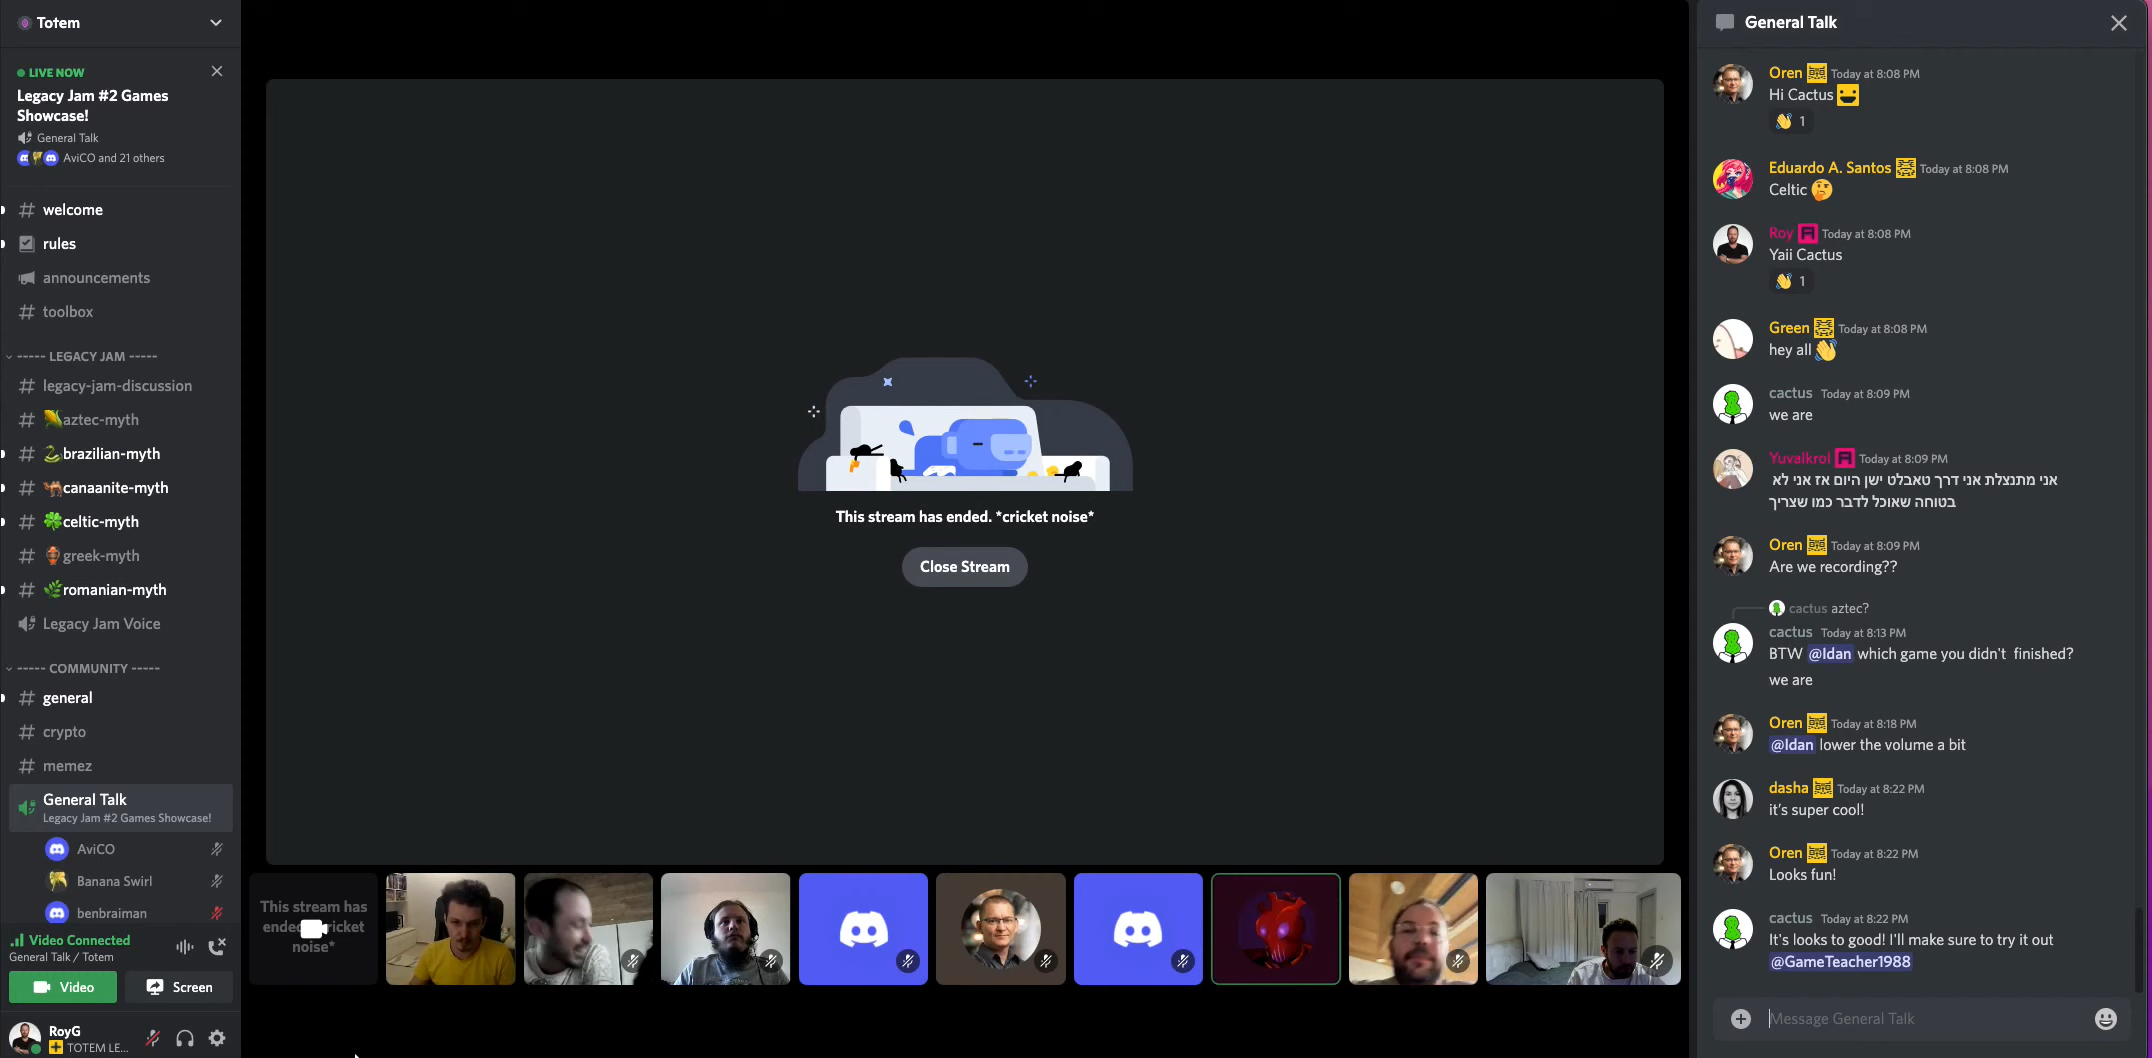 Totem
LIVE NOW
Legacy Jam #2 Games
Showcase!
General Talk
AviCO and 21 others
welcome
rules
announcements
toolbox
----- LEGACY JAM -----
legacy-jam-discussion
aztec-myth
brazilian-myth
canaanite-myth
celtic-myth
greek-myth
romanian-myth
Legacy Jam Voice
----- COMMUNITY -----
general
crypto
memez
General Talk
Legacy Jam #2 Games Showcase!
AviCO
Banana Swirl
benbraiman
Video Connected
General Talk / Totem
Video
Screen
RoyG
TOTEM LE...
This stream has ended. *cricket noise*
Close Stream
This stream has
noise*
General Talk
Oren Today at 8:08 PM
Hi Cactus
1
Eduardo A. Santos Today at 8:08 PM
Celtic
Roy Today at 8:08 PM
Yaii Cactus
1
Green Today at 8:08 PM
hey all
cactus Today at 8:09 PM
we are
Yuvalkrol Today at 8:09 PM
אני מתנצלת אני דרך טאבלט ישן היום אז אני לא
בטוחה שאוכל לדבר כמו שצריך
Oren Today at 8:09 PM
Are we recording??
cactus aztec?
cactus Today at 8:13 PM
BTW @Idan which game you didn't finished?
we are
Oren Today at 8:18 PM
@Idan lower the volume a bit
dasha Today at 8:22 PM
it's super cool!
Oren Today at 8:22 PM
Looks fun!
cactus Today at 8:22 PM
It's looks to good! I'll make sure to try it out
@GameTeacher1988
Message General Talk